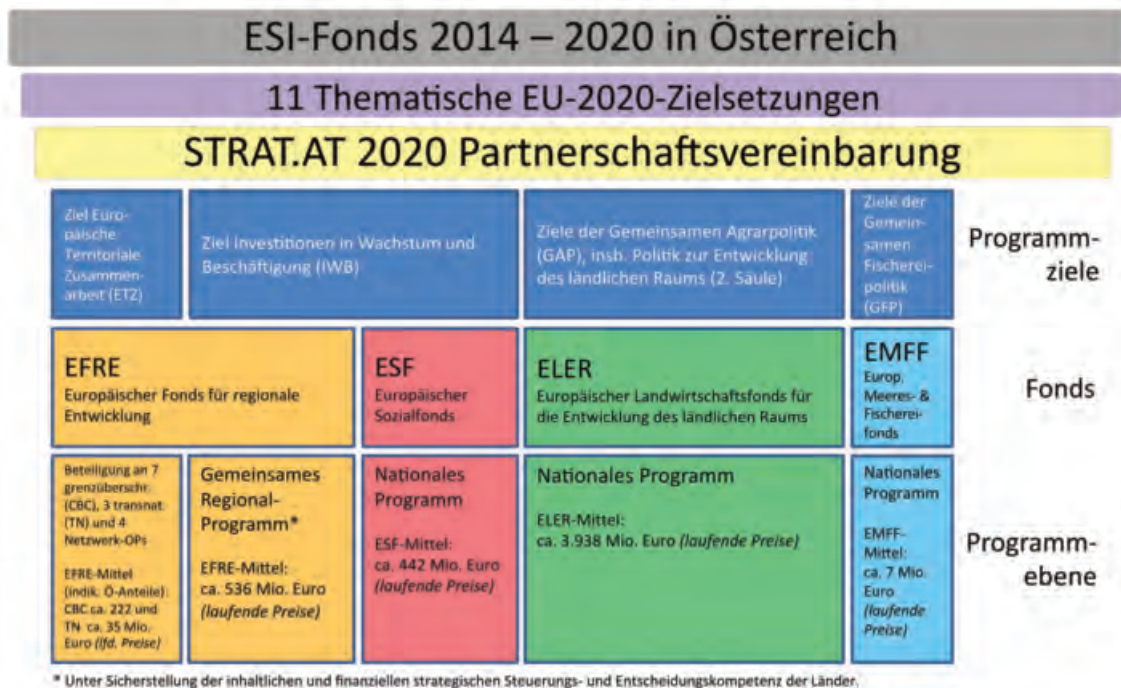 ESI-Fonds 2014 – 2020 in Österreich
11 Thematische EU-2020-Zielsetzungen
STRAT.AT 2020 Partnerschaftsvereinbarung
Ziel Euro-
päische
Territoriale
Zusammen-
arbeit (ETZ)
Ziel Investitionen in Wachstum und
Beschäftigung (IWB)
Ziele der Gemeinsamen Agrarpolitik
(GAP), insb. Politik zur Entwicklung
des ländlichen Raums (2. Säule)
Ziele der
Gemein-
samen
Fischerei-
politik
(GFP)
Programm-
ziele
EFRE
Europäischer Fonds für regionale
Entwicklung
ESF
Europäischer
Sozialfonds
ELER
Europäischer Landwirtschaftsfonds für
die Entwicklung des ländlichen Raums
EMFF
Europ.
Meeres- &
Fischerei-
fonds
Fonds
Beteiligung an 7
grenzüberschr.
(CBC), 3 transnat.
(TN) und 4
Netzwerk-OPs
EFRE-Mittel
(indik. Ö-Anteile):
CBC ca. 222 und
TN ca. 35 Mio.
Euro (lfd. Preise)
Gemeinsames
Regional-
Programm*
EFRE-Mittel:
ca. 536 Mio. Euro
(laufende Preise)
Nationales
Programm
ESF-Mittel:
ca. 442 Mio. Euro
(laufende Preise)
Nationales Programm
ELER-Mittel:
ca. 3.938 Mio. Euro (laufende Preise)
Nationales
Programm
EMFF-
Mittel:
ca. 7 Mio.
Euro
(laufende
Preise)
Programm-
ebene
* Unter Sicherstellung der inhaltlichen und finanziellen strategischen Steuerungs- und Entscheidungskompetenz der Länder.